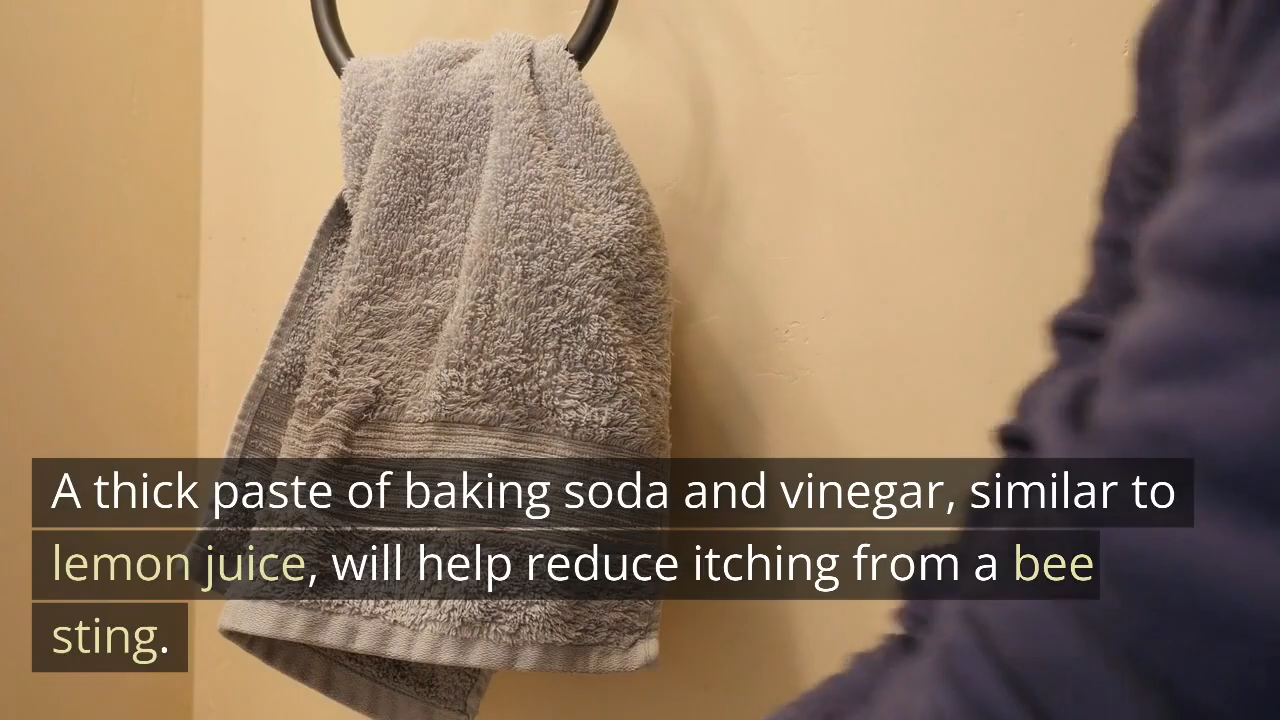 A thick paste of baking soda and vinegar, similar to
lemon juice, will help reduce itching from a bee
sting.